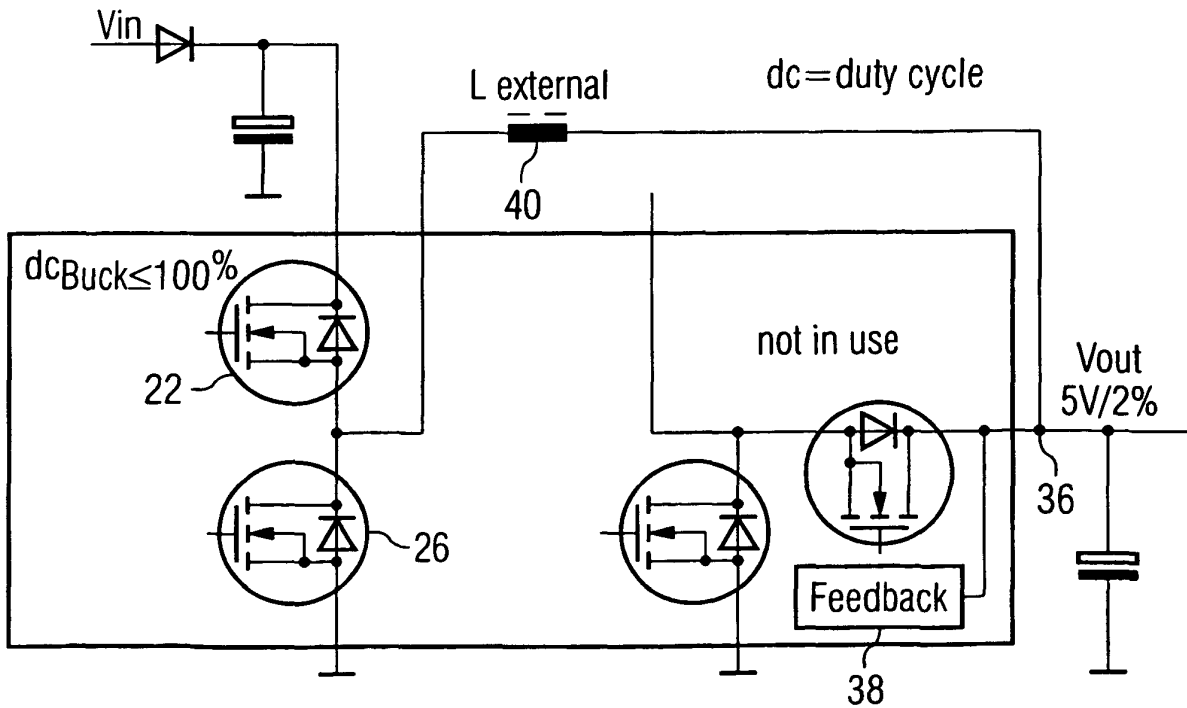 Vin
L external
dc=duty cycle
40
dcBuck≤100%
22
not in use
Vout
5V/2%
36
26
Feedback
38